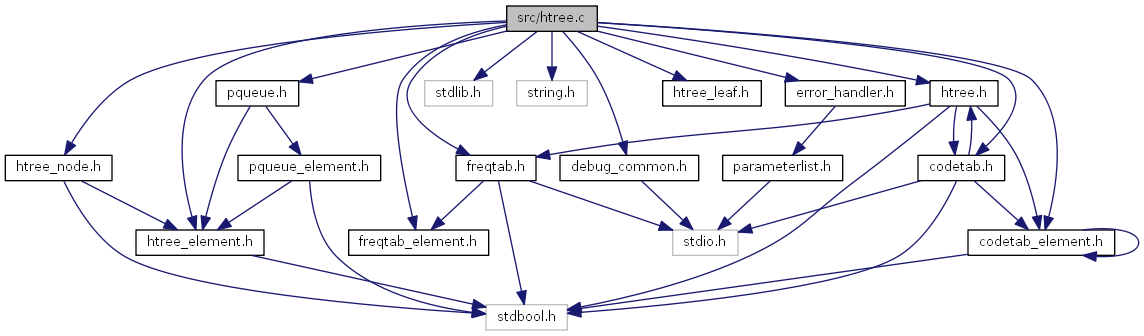 src/htree.c
pqueue.h
stdlib.h
string.h
htree_leaf.h
error_handler.h
htree.h
htree_node.h
pqueue_element.h
freqtab.h
debug_common.h
parameterlist.h
codetab.h
htree_element.h
freqtab_element.h
stdio.h
codetab_element.h
stdbool.h